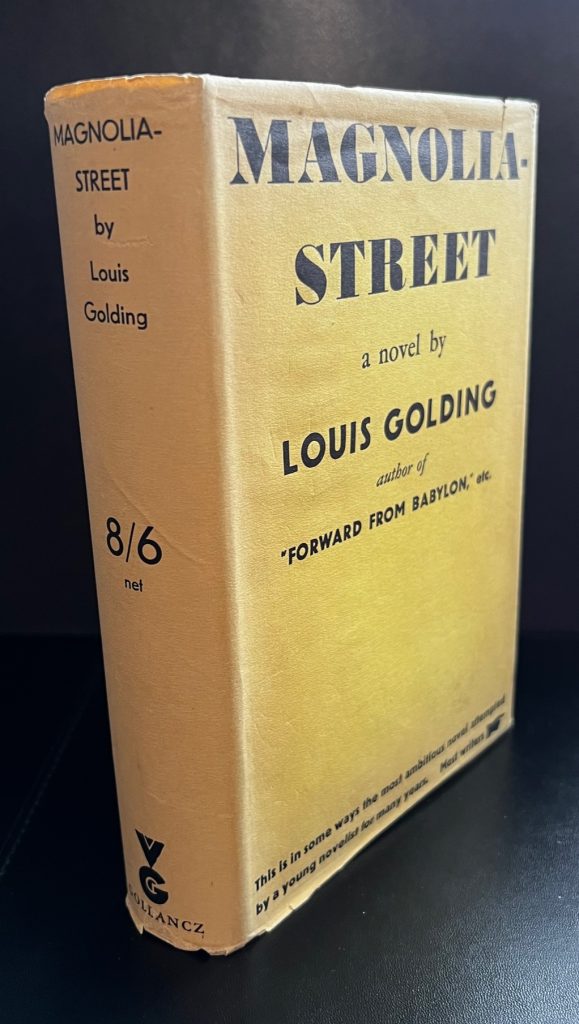 MAGNOLIA-
STREET
by
Louis
Golding
8/6
net
VG
GOLLANCZ
MAGNOLIA-
STREET
a novel by
LOUIS GOLDING
author of
"FORWARD FROM BABYLON," etc.
This is in some ways the most ambitious novel attempted
by a young novelist for many years. Most writers